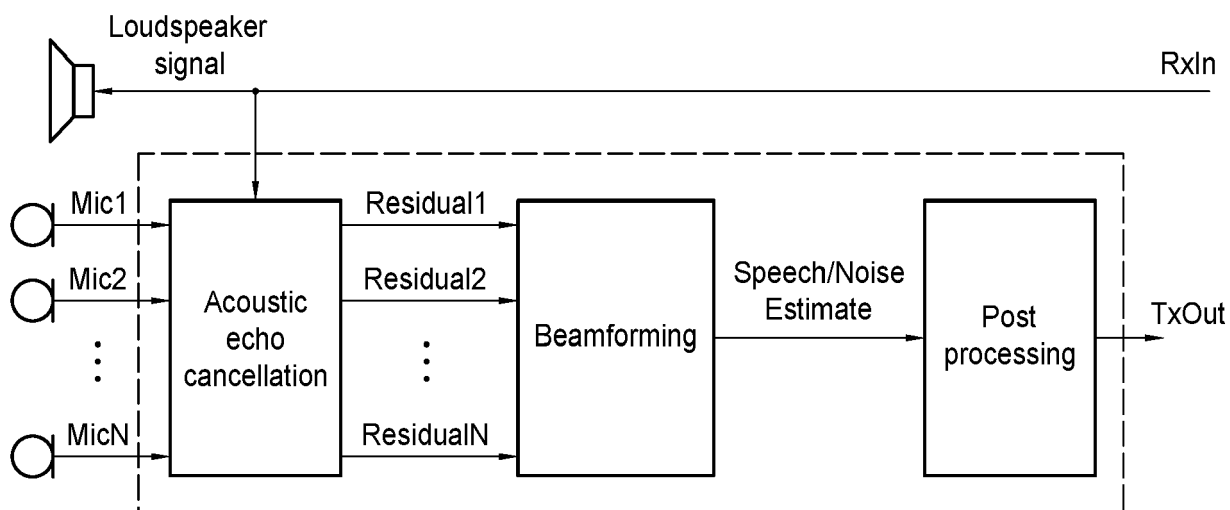 Loudspeaker
signal
RxIn
Mic1
Residual1
Mic2
Residual2
Acoustic
echo
cancellation
Beamforming
Speech/Noise
Estimate
Post
processing
TxOut
MicN
ResidualN